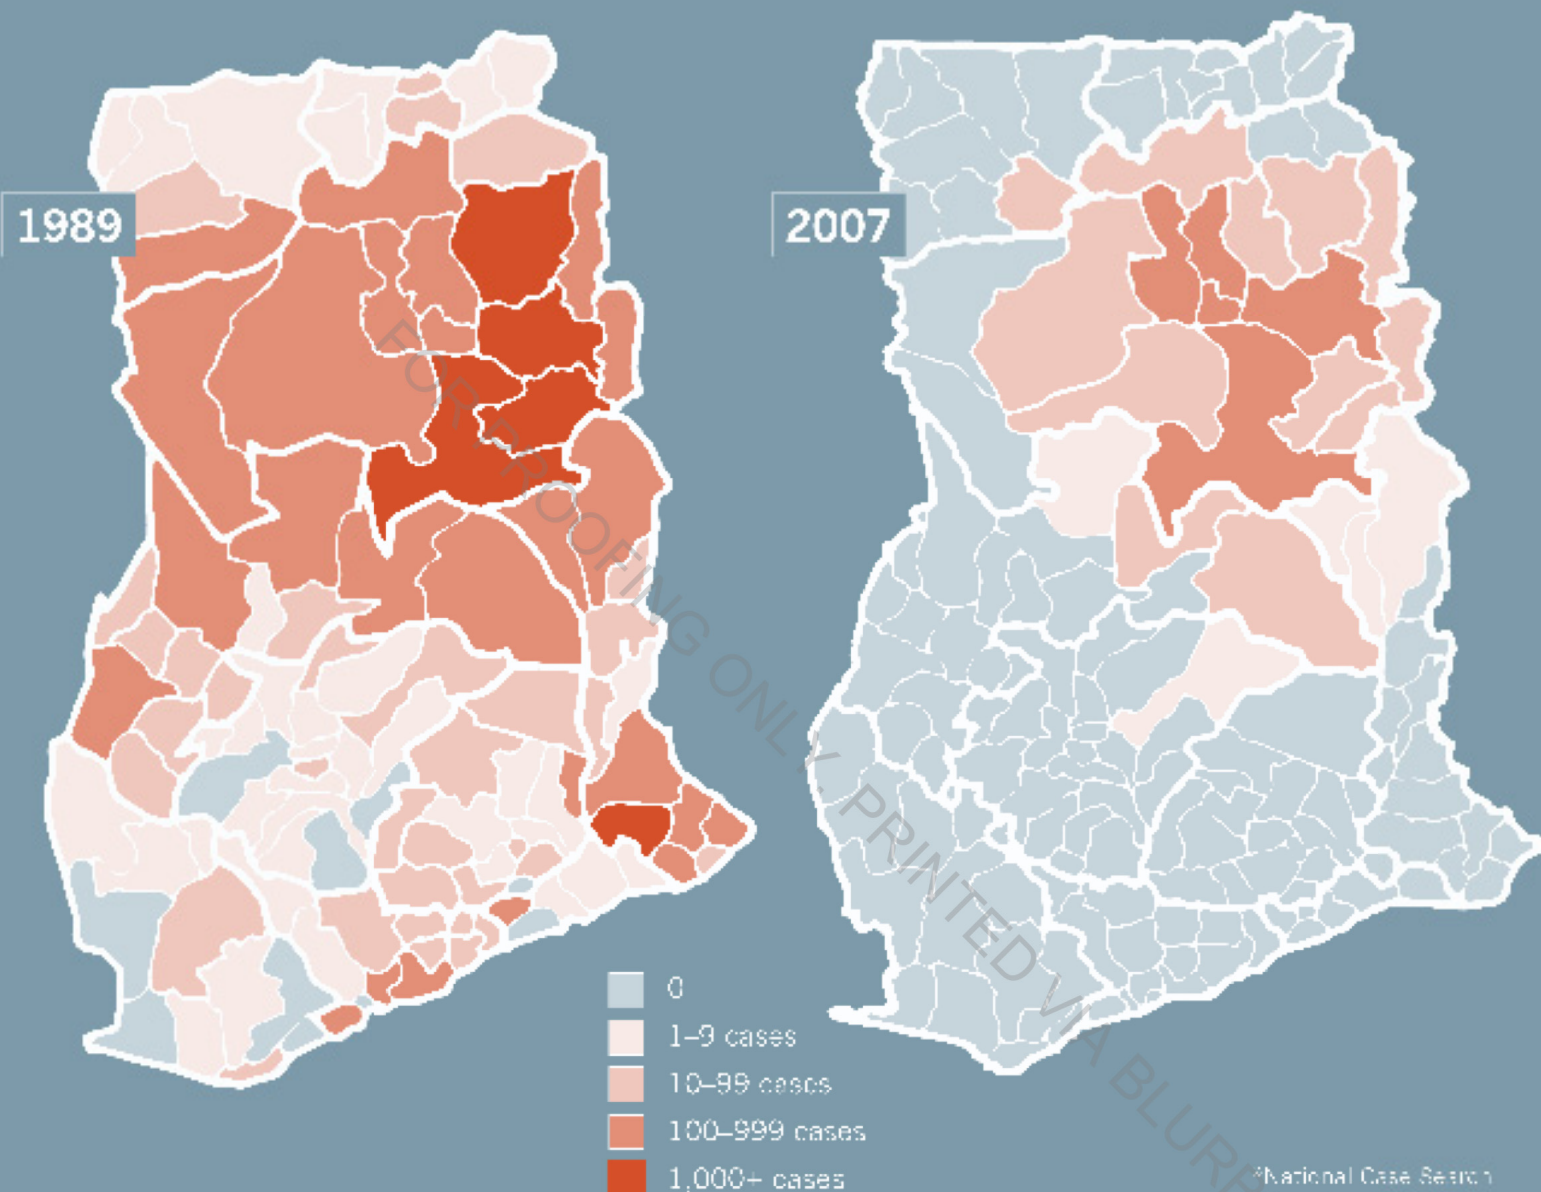 1989
2007
FOR PROOFING ONLY. PRINTED VIA BLURB
0
1–9 cases
10–99 cases
100–999 cases
1,000+ cases
*National Case Search